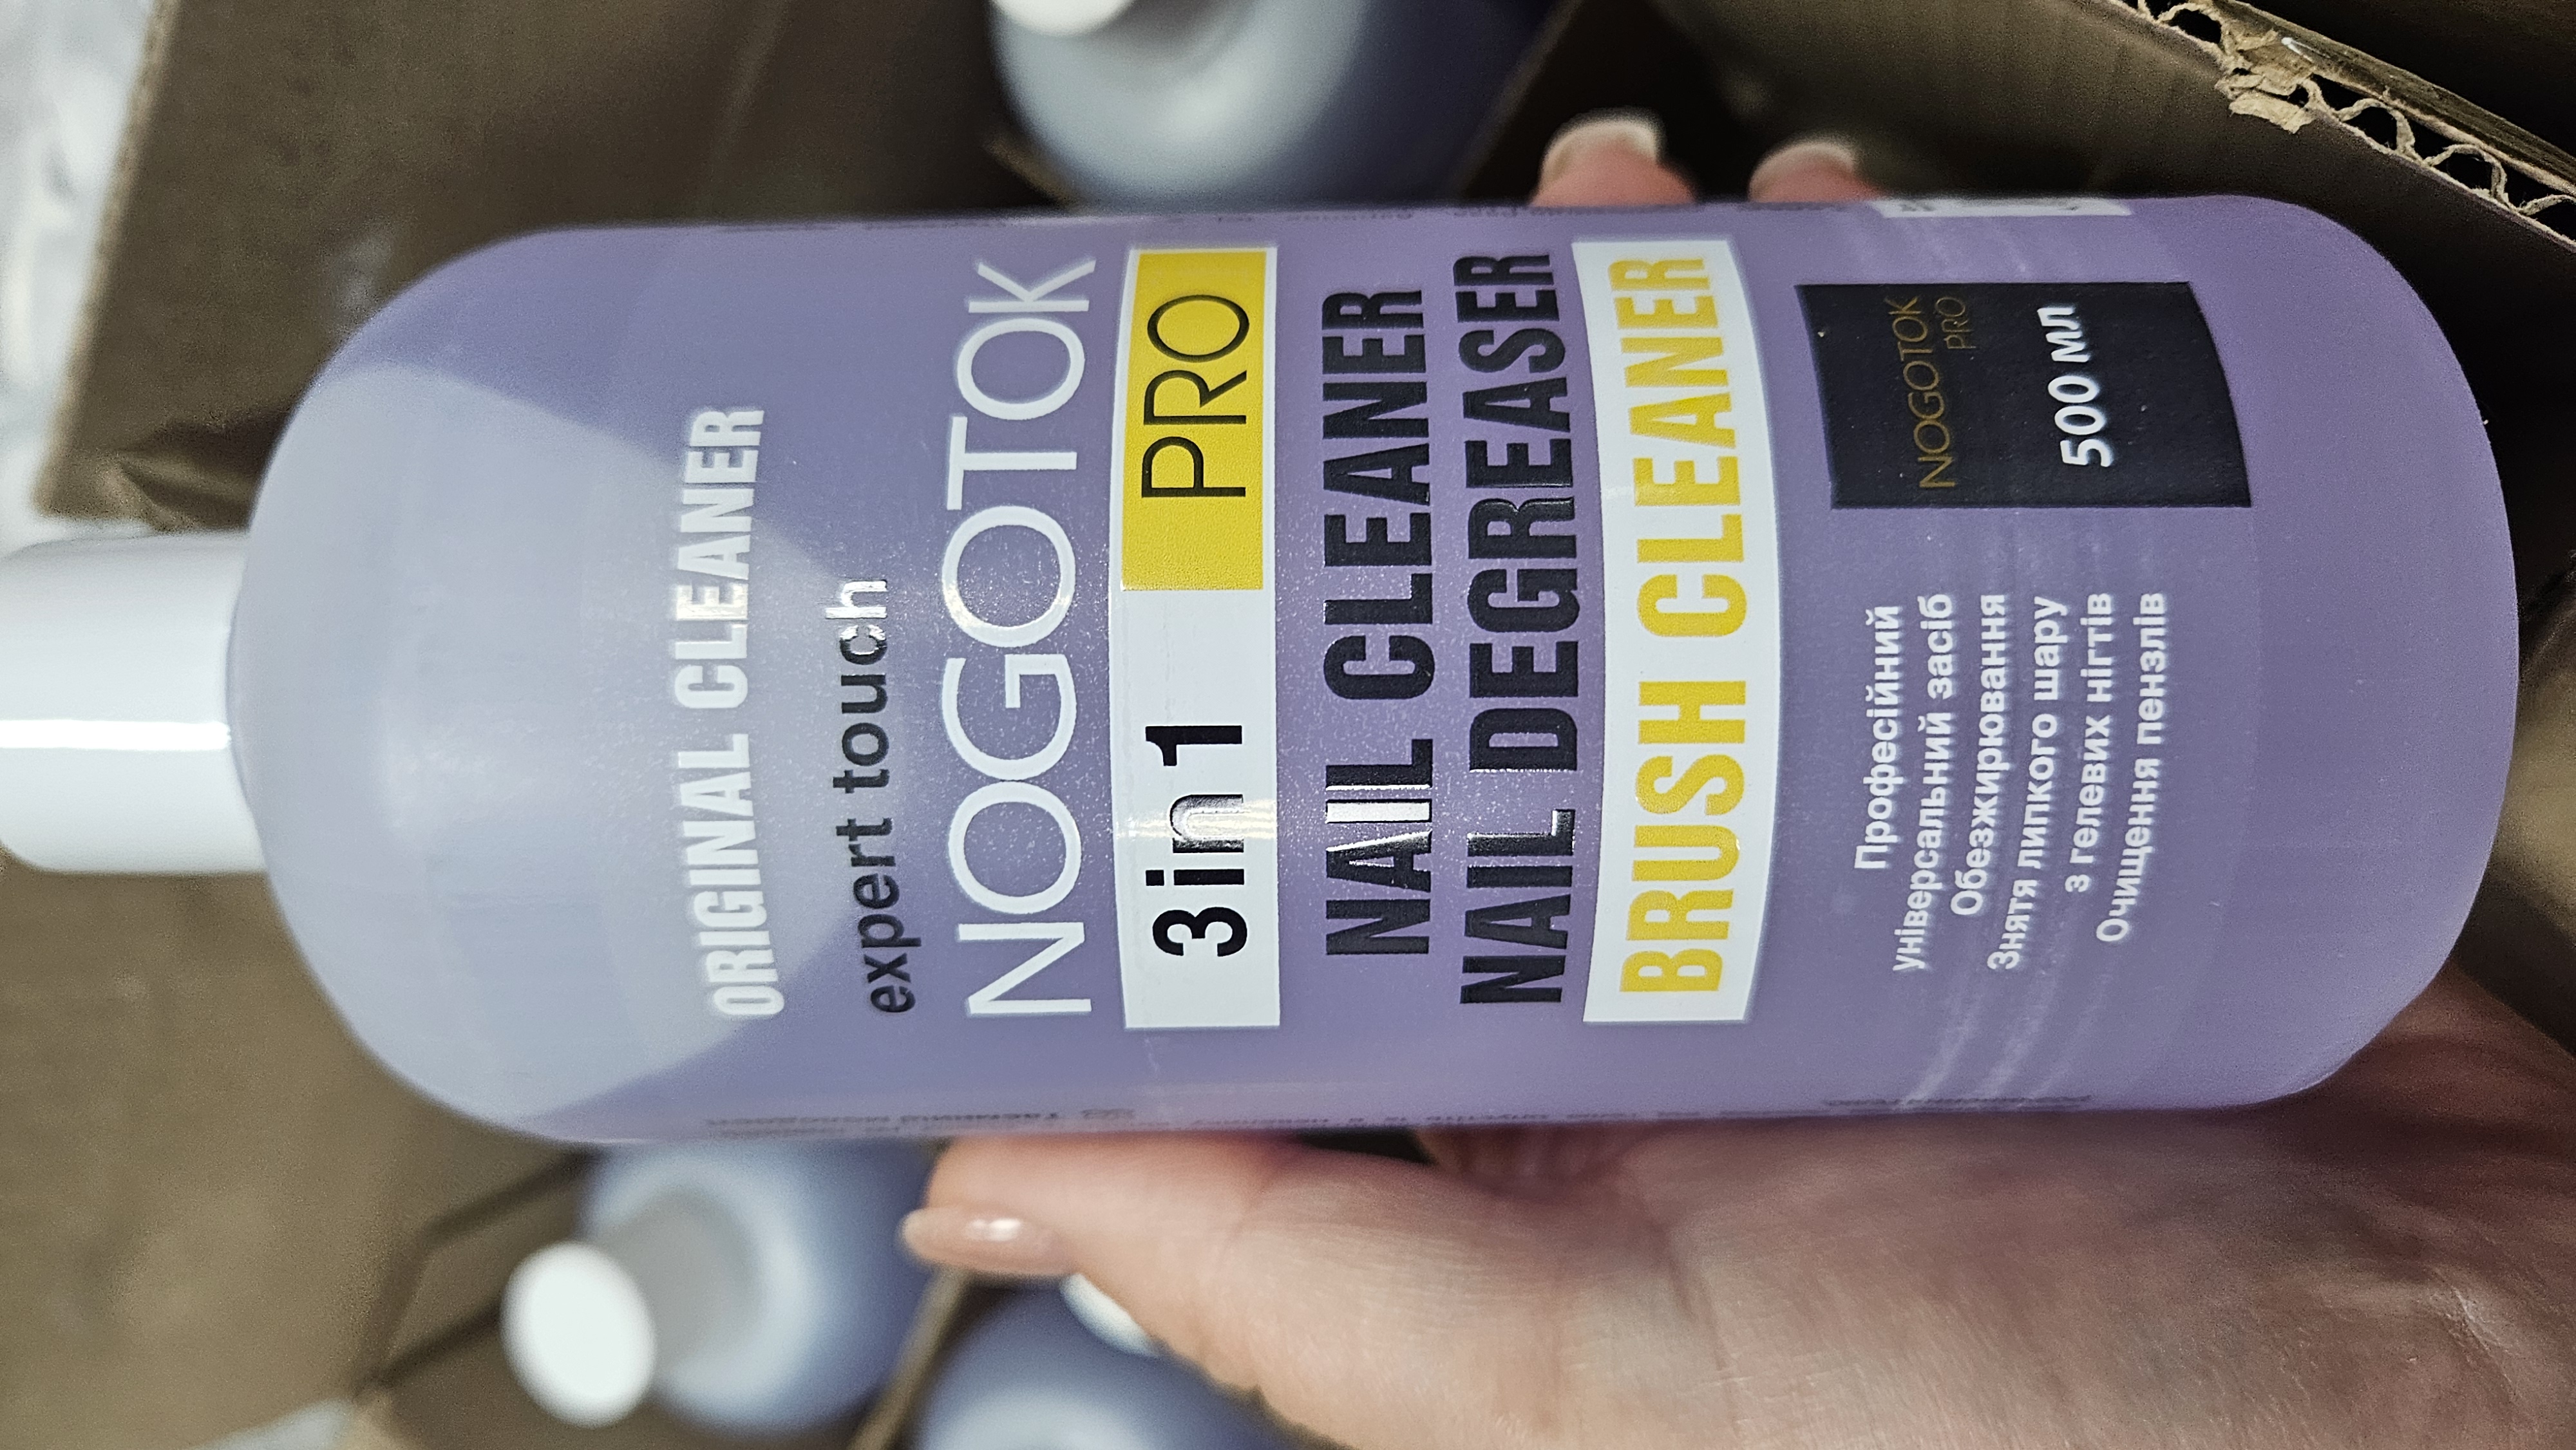 ORIGINAL CLEANER
expert touch
NOGOTOK
3in1 PRO
NAIL CLEANER
NAIL DEGREASER
BRUSH CLEANER
Професійний
універсальний засіб
Обезжирювання
Зняття липкого шару
з гелевих нігтів
Очищення пензлів
NOGOTOK
PRO
500 мл